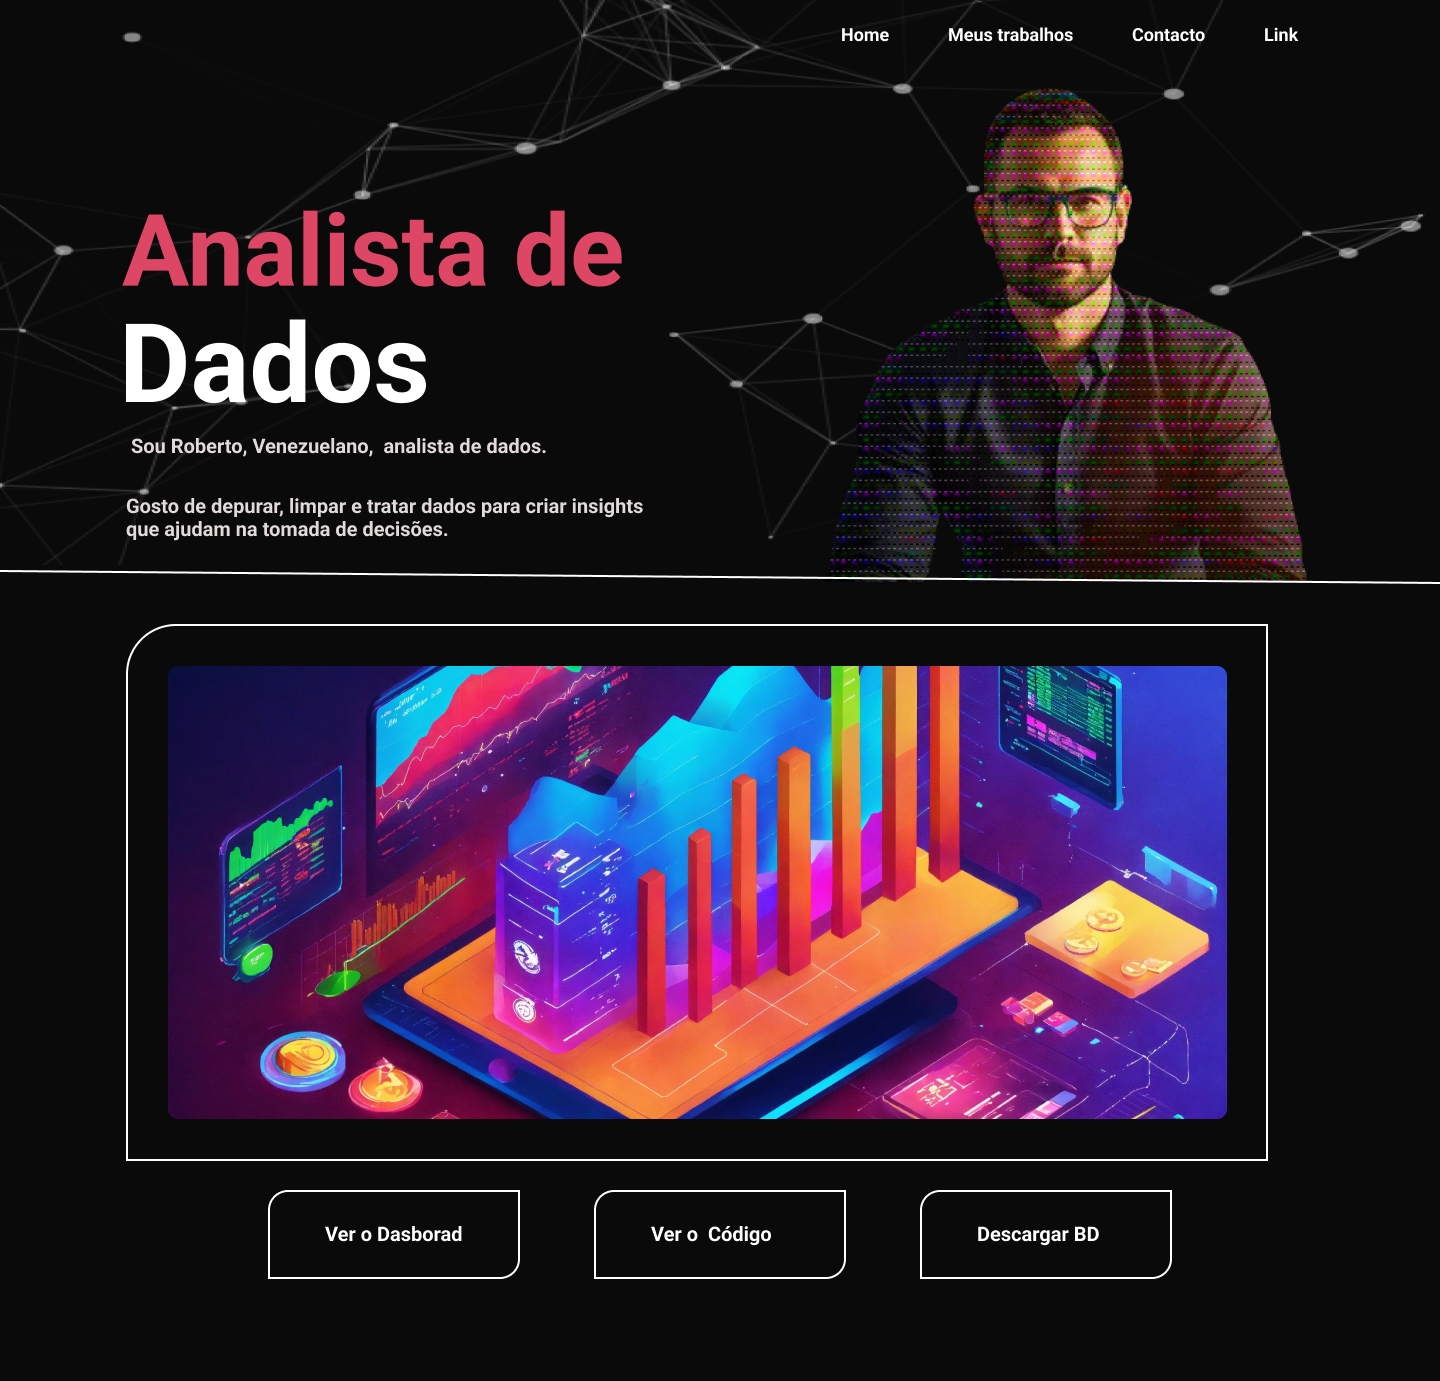 Home Meus trabalhos Contacto Link
Analista de
Dados
Sou Roberto, Venezuelano, analista de dados.
Gosto de depurar, limpar e tratar dados para criar insights
que ajudam na tomada de decisões.
Ver o Dasborad
Ver o Código
Descargar BD